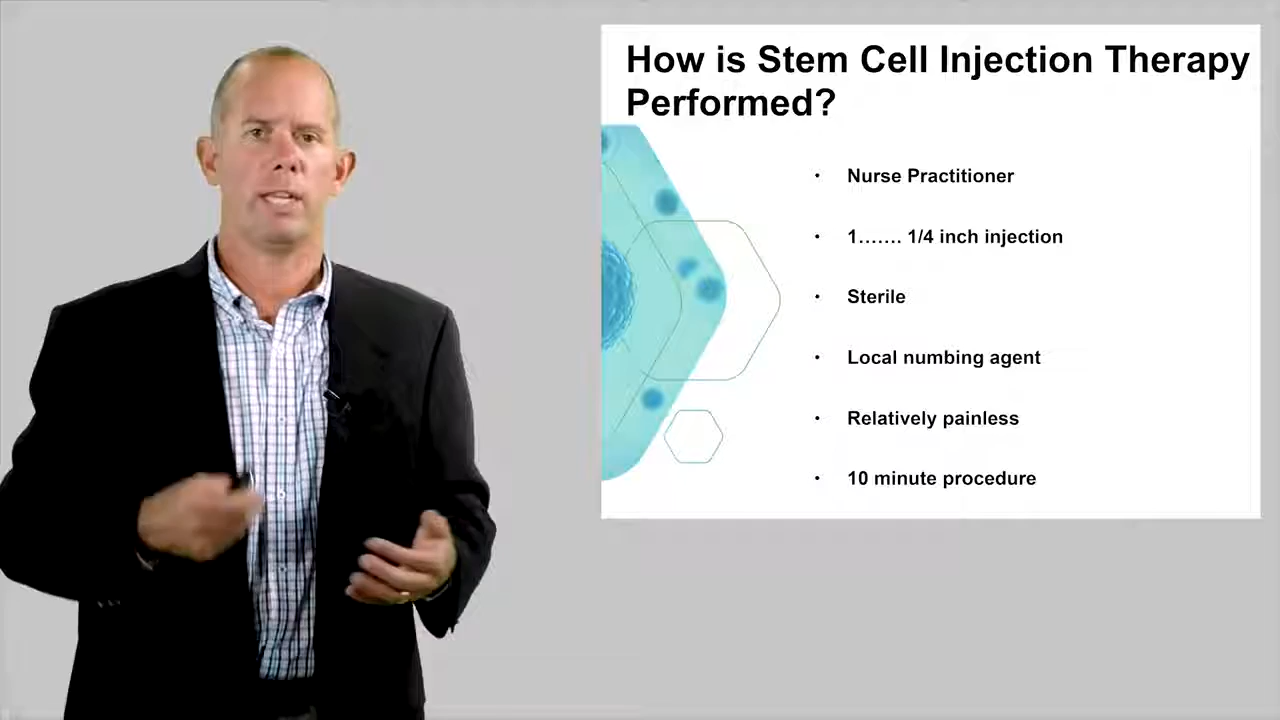 How is Stem Cell Injection Therapy
Performed?
• Nurse Practitioner
• 1....... 1/4 inch injection
• Sterile
• Local numbing agent
• Relatively painless
• 10 minute procedure